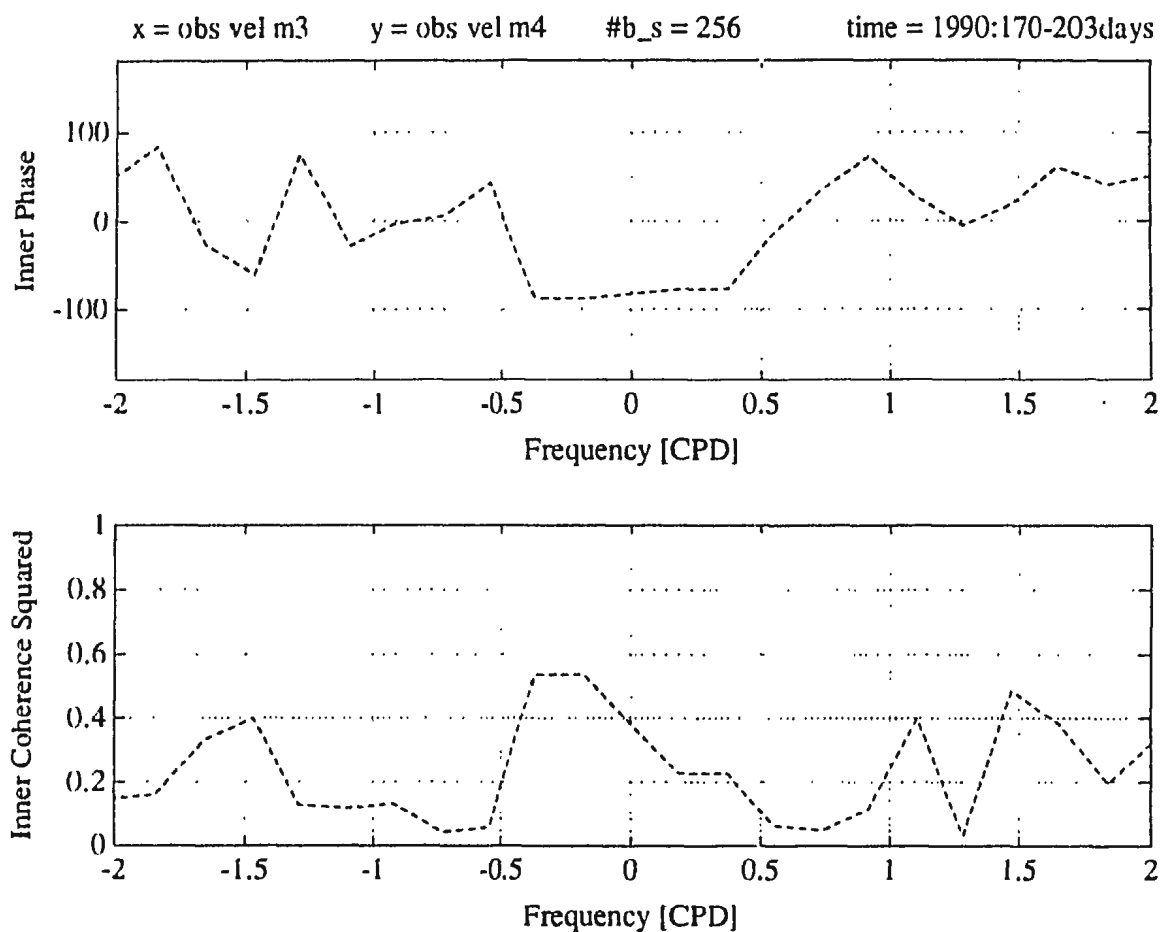 x = obs vel m3 y = obs vel m4 #b_s = 256 time = 1990:170-203days
Inner Phase
100
0
-100
-2 -1.5 -1 -0.5 0 0.5 1 1.5 2
Frequency [CPD]
Inner Coherence Squared
1
0.8
0.6
0.4
0.2
0
-2 -1.5 -1 -0.5 0 0.5 1 1.5 2
Frequency [CPD]